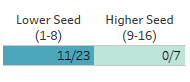 Lower Seed Higher Seed
(1-8) (9-16)
11/23 0/7